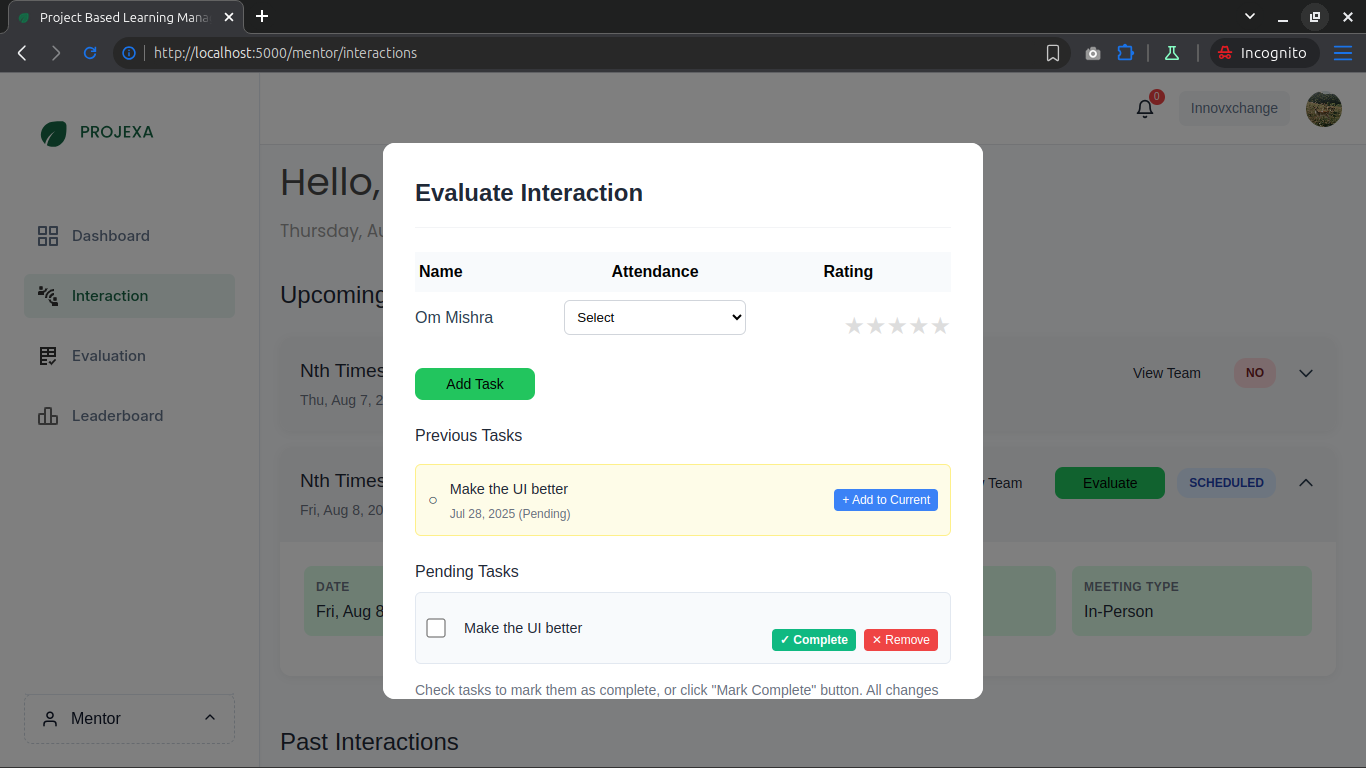 Project Based Learning Mana
http://localhost:5000/mentor/interactions
Incognito
PROJEXA
0
Innovxchange
Hello,
Thursday, Au
Dashboard
Interaction
Evaluation
Leaderboard
Mentor
Upcoming
Nth Times
Thu, Aug 7, 2
View Team
NO
Nth Times
Fri, Aug 8, 20
Team
Evaluate
SCHEDULED
DATE
Fri, Aug 8
MEETING TYPE
In-Person
Past Interactions
Evaluate Interaction
Name Attendance Rating
Om Mishra Select ★★★★★
Add Task
Previous Tasks
Make the UI better
Jul 28, 2025 (Pending)
+ Add to Current
Pending Tasks
Make the UI better
✓ Complete ✕ Remove
Check tasks to mark them as complete, or click "Mark Complete" button. All changes